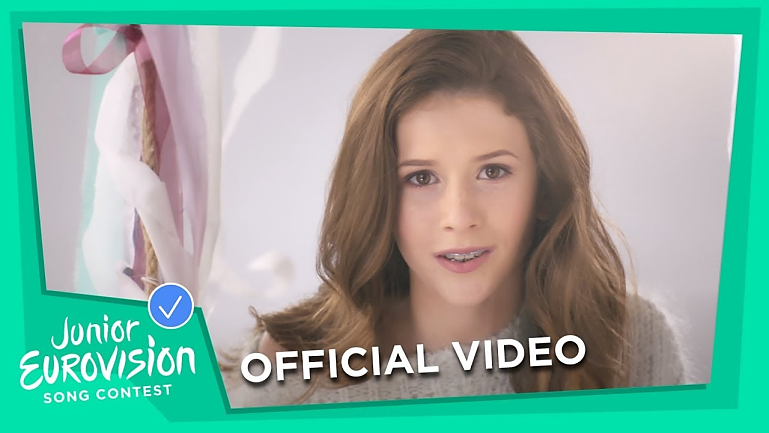 Junior
EUROVISION
SONG CONTEST
OFFICIAL VIDEO